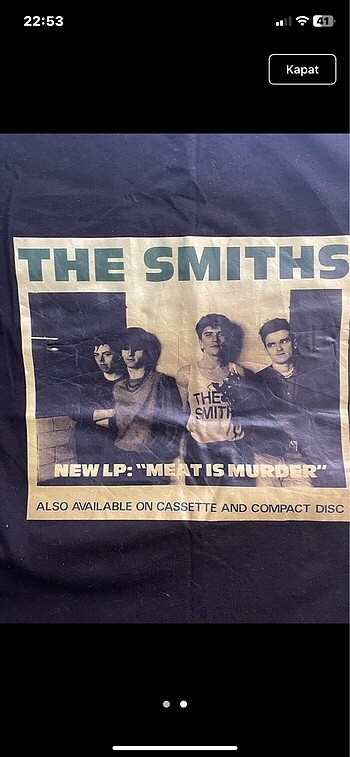 22:53
41
Kapat
THE SMITHS
THE
SMITH
NEW LP: "MEAT IS MURDER"
ALSO AVAILABLE ON CASSETTE AND COMPACT DISC